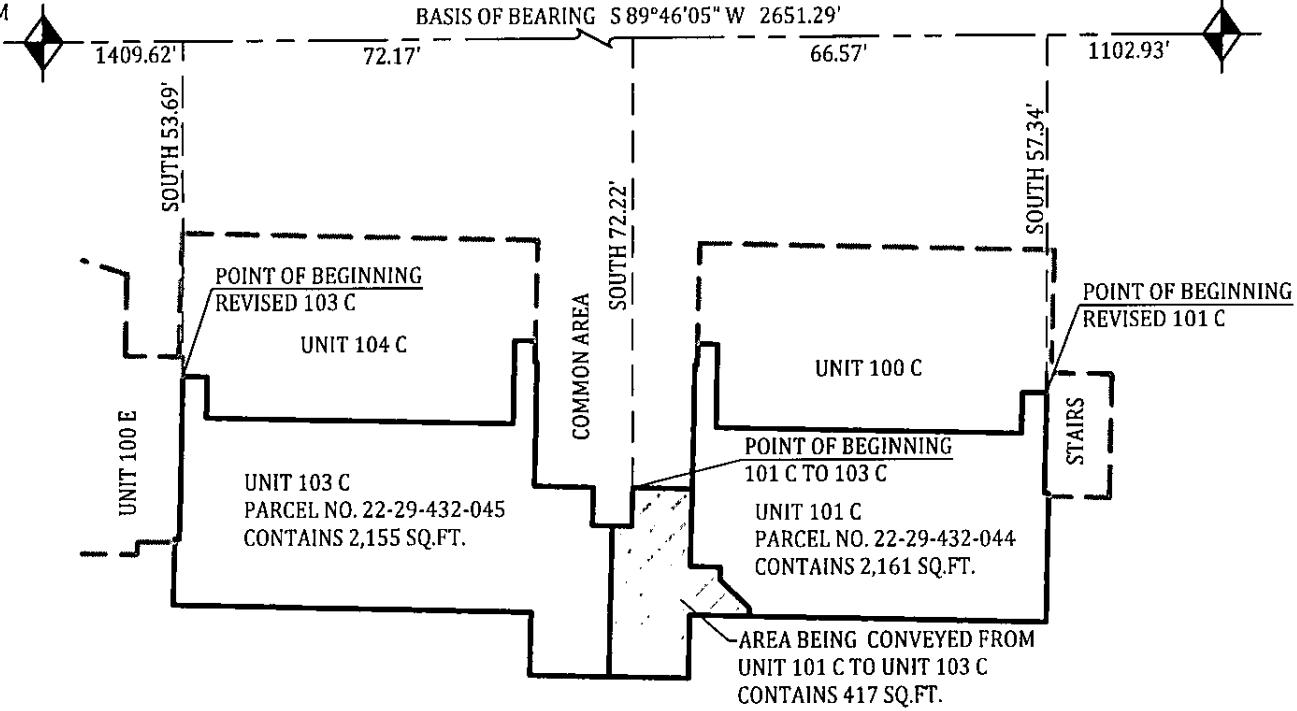 M
BASIS OF BEARING S 89°46'05" W 2651.29'
1409.62'
72.17'
66.57'
1102.93'
SOUTH 53.69'
SOUTH 72.22'
SOUTH 57.34'
POINT OF BEGINNING
REVISED 103 C
UNIT 104 C
COMMON AREA
UNIT 100 C
POINT OF BEGINNING
REVISED 101 C
UNIT 100 E
STAIRS
POINT OF BEGINNING
101 C TO 103 C
UNIT 103 C
PARCEL NO. 22-29-432-045
CONTAINS 2,155 SQ.FT.
UNIT 101 C
PARCEL NO. 22-29-432-044
CONTAINS 2,161 SQ.FT.
AREA BEING CONVEYED FROM
UNIT 101 C TO UNIT 103 C
CONTAINS 417 SQ.FT.